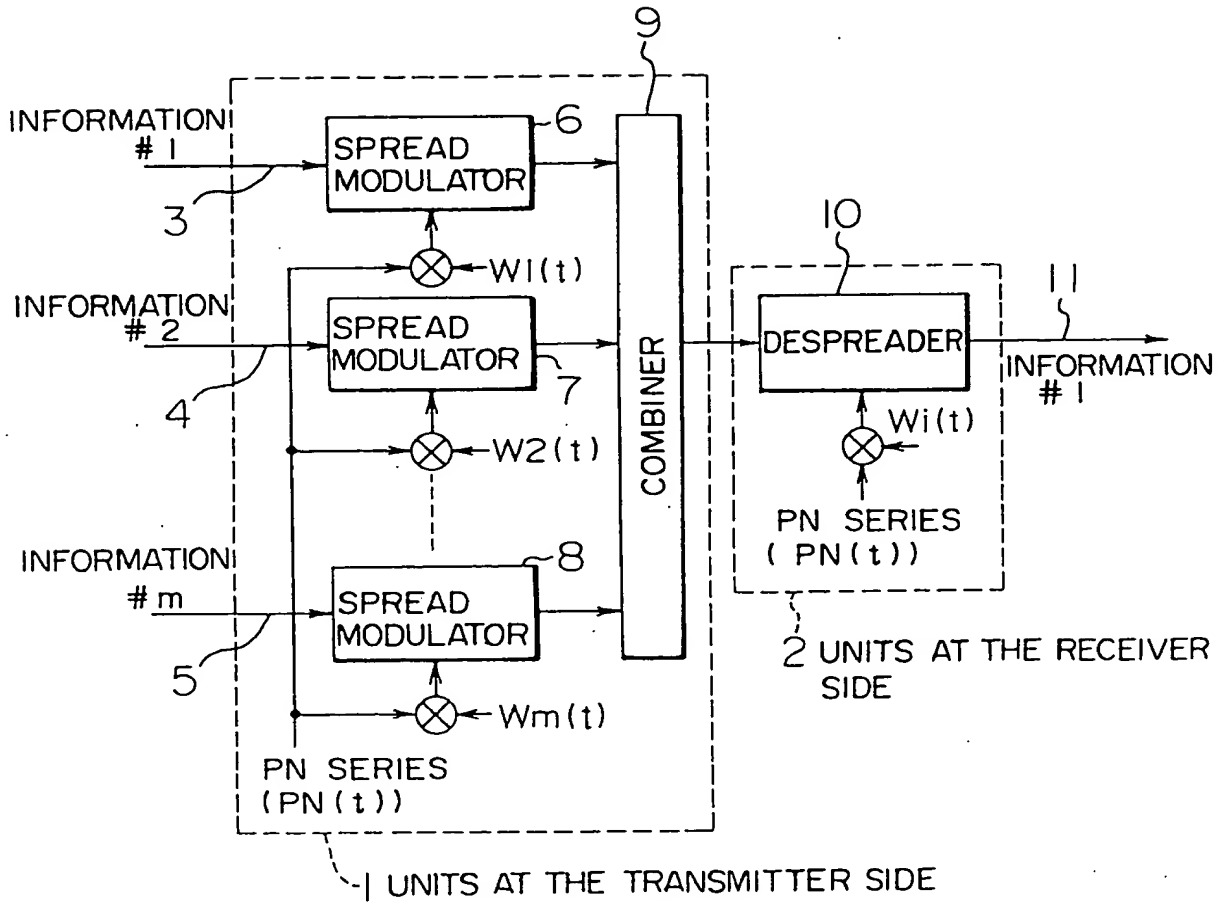 9
INFORMATION
# 1
3
6
SPREAD
MODULATOR
W1(t)
INFORMATION
# 2
4
SPREAD
MODULATOR
7
W2(t)
INFORMATION
# m
5
8
SPREAD
MODULATOR
Wm(t)
PN SERIES
(PN(t))
COMBINER
10
DESPREADER
11
INFORMATION
# 1
Wi(t)
PN SERIES
( PN(t))
2 UNITS AT THE RECEIVER
SIDE
1 UNITS AT THE TRANSMITTER SIDE